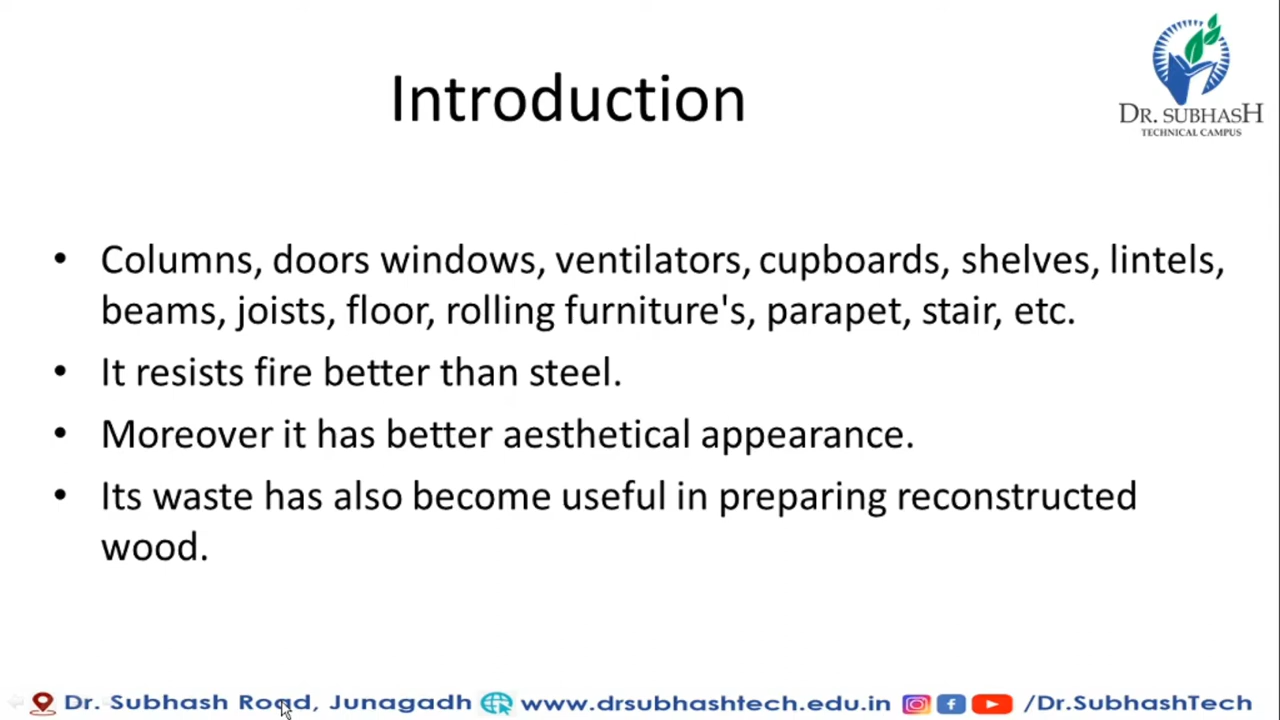 Introduction
DR. SUBHASH
TECHNICAL CAMPUS
• Columns, doors windows, ventilators, cupboards, shelves, lintels,
beams, joists, floor, rolling furniture's, parapet, stair, etc.
• It resists fire better than steel.
• Moreover it has better aesthetical appearance.
• Its waste has also become useful in preparing reconstructed
wood.
Dr. Subhash Road, Junagadh www.drsubhashtech.edu.in /Dr.SubhashTech